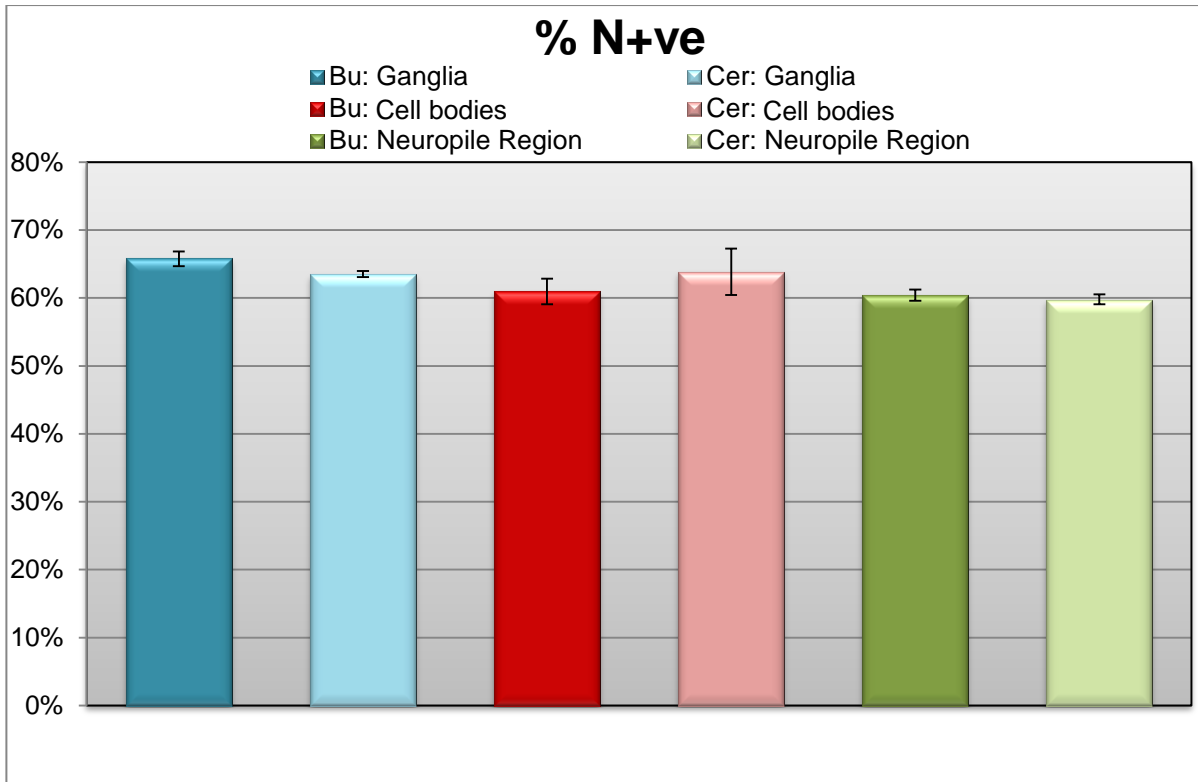 % N+ve
Bu: Ganglia Cer: Ganglia
Bu: Cell bodies Cer: Cell bodies
Bu: Neuropile Region Cer: Neuropile Region
80%
70%
60%
50%
40%
30%
20%
10%
0%